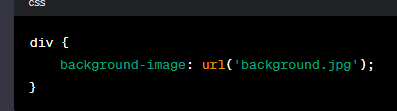 css
div {
    background-image: url('background.jpg');
}